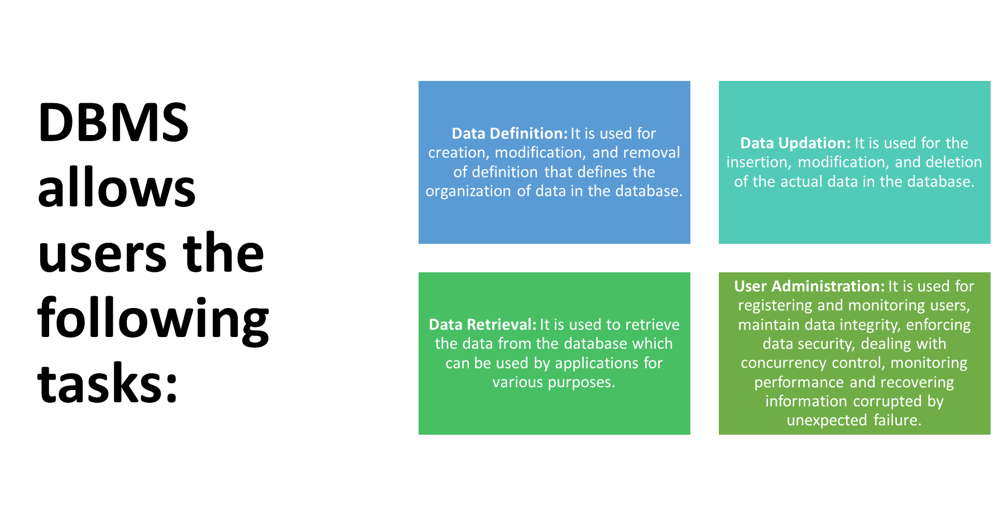 DBMS
allows
users the
following
tasks:
Data Definition: It is used for
creation, modification, and removal
of definition that defines the
organization of data in the database.
Data Updation: It is used for the
insertion, modification, and deletion
of the actual data in the database.
Data Retrieval: It is used to retrieve
the data from the database which
can be used by applications for
various purposes.
User Administration: It is used for
registering and monitoring users,
maintain data integrity, enforcing
data security, dealing with
concurrency control, monitoring
performance and recovering
information corrupted by
unexpected failure.